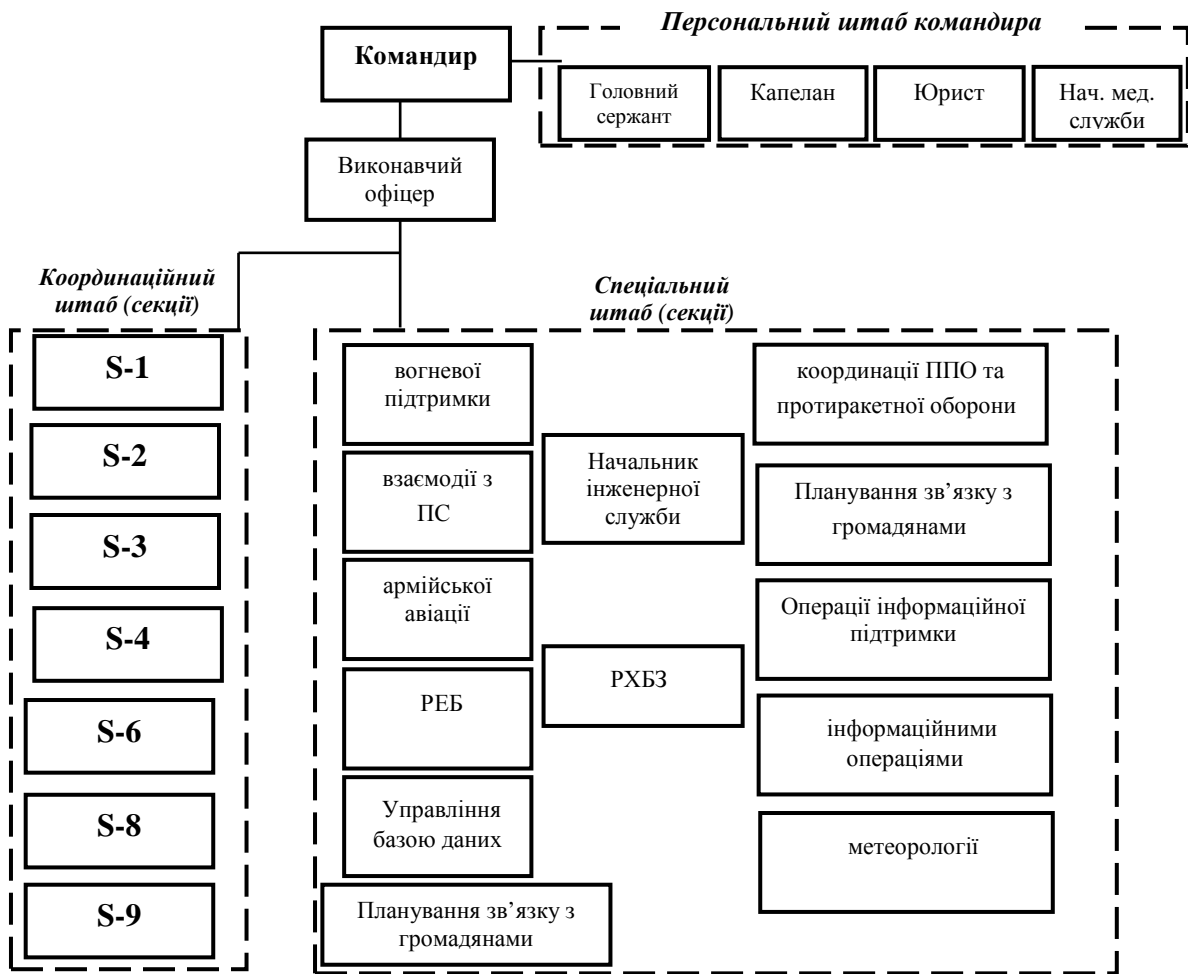 Персональний штаб командира
Командир
Головний
сержант
Капелан
Юрист
Нач. мед.
служби
Виконавчий
офіцер
Координаційний
штаб (секції)
S-1
S-2
S-3
S-4
S-6
S-8
S-9
Спеціальний
штаб (секції)
вогневої
підтримки
взаємодії з
ПС
армійської
авіації
РЕБ
Управління
базою даних
Планування зв’язку з
громадянами
Начальник
інженерної
служби
РХБЗ
координації ППО та
протиракетної оборони
Планування зв’язку з
громадянами
Операції інформаційної
підтримки
інформаційними
операціями
метеорології